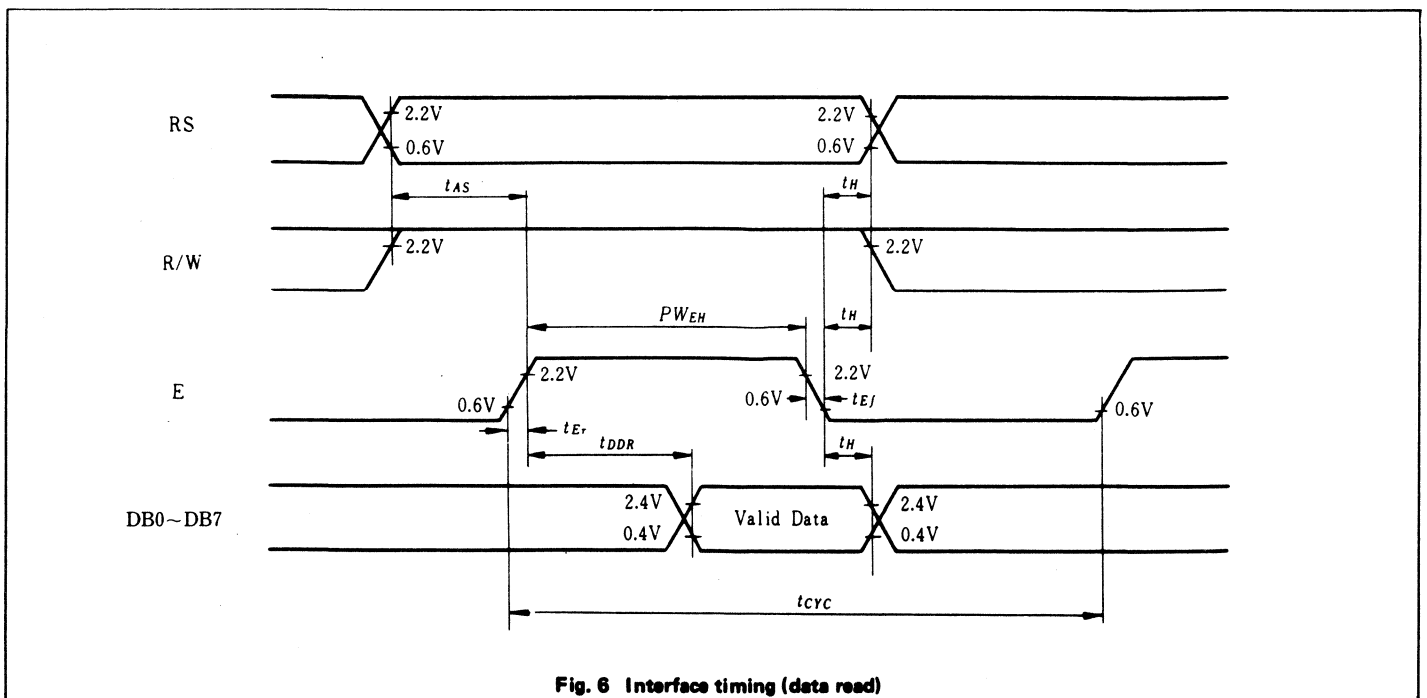 RS
2.2V
0.6V
2.2V
0.6V
tAS
tH
R/W
2.2V
2.2V
PWEH
tH
E
2.2V
0.6V
2.2V
0.6V
tEf
0.6V
tEr
tDDR
tH
DB0~DB7
2.4V
0.4V
Valid Data
2.4V
0.4V
tCYC
Fig. 6 Interface timing (data read)